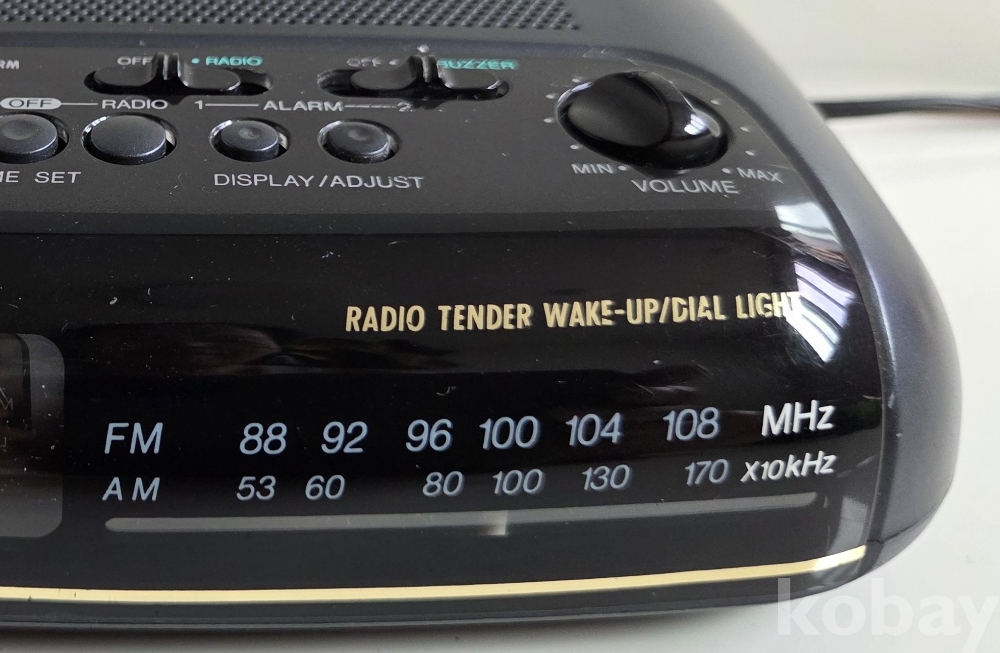 OFF • RADIO OFF • BUZZER
OFF RADIO 1 ALARM 2
SET DISPLAY/ADJUST
MIN • • MAX
VOLUME
RADIO TENDER WAKE-UP/DIAL LIGHT
FM 88 92 96 100 104 108 MHz
AM 53 60 80 100 130 170 X10kHz
kobay